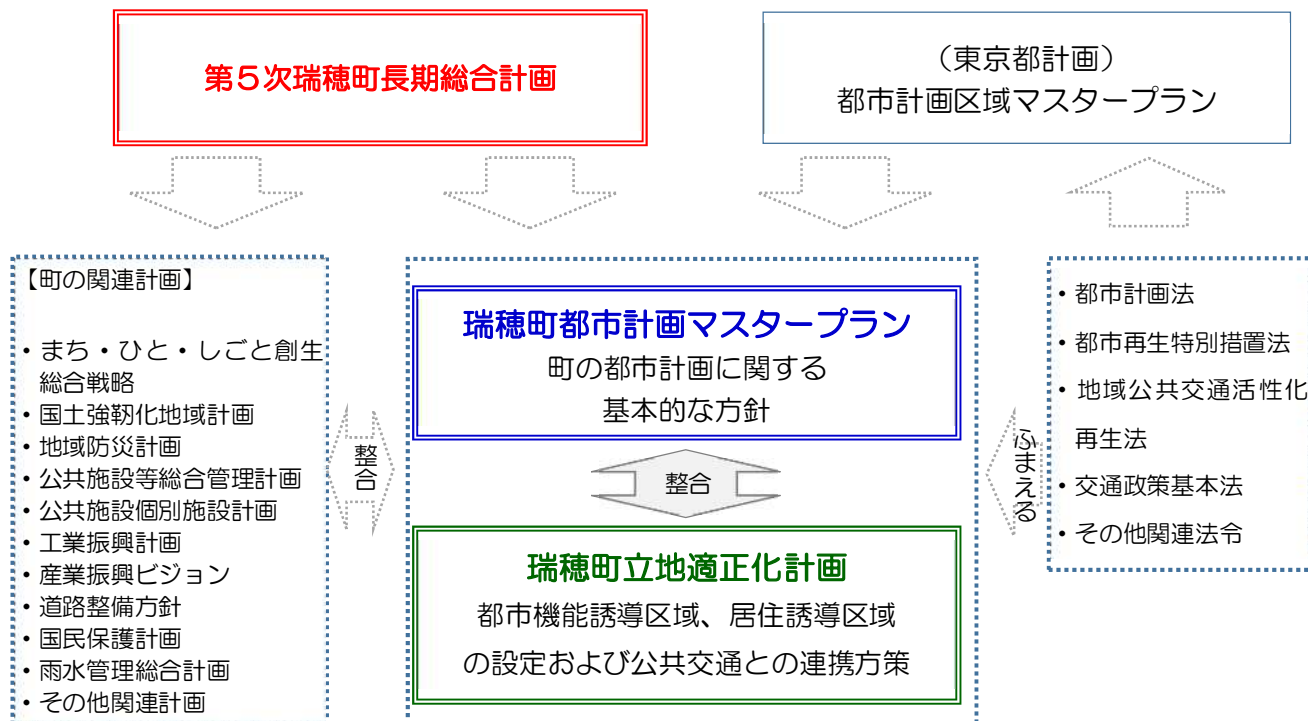 第５次瑞穂町長期総合計画
（東京都計画）
都市計画区域マスタープラン
【町の関連計画】
・まち・ひと・しごと創生
総合戦略
・国土強靭化地域計画
・地域防災計画
・公共施設等総合管理計画
・公共施設個別施設計画
・工業振興計画
・産業振興ビジョン
・道路整備方針
・国民保護計画
・雨水管理総合計画
・その他関連計画
整合
瑞穂町都市計画マスタープラン
町の都市計画に関する
基本的な方針
整合
瑞穂町立地適正化計画
都市機能誘導区域、居住誘導区域
の設定および公共交通との連携方策
ふまえる
・都市計画法
・都市再生特別措置法
・地域公共交通活性化
再生法
・交通政策基本法
・その他関連法令